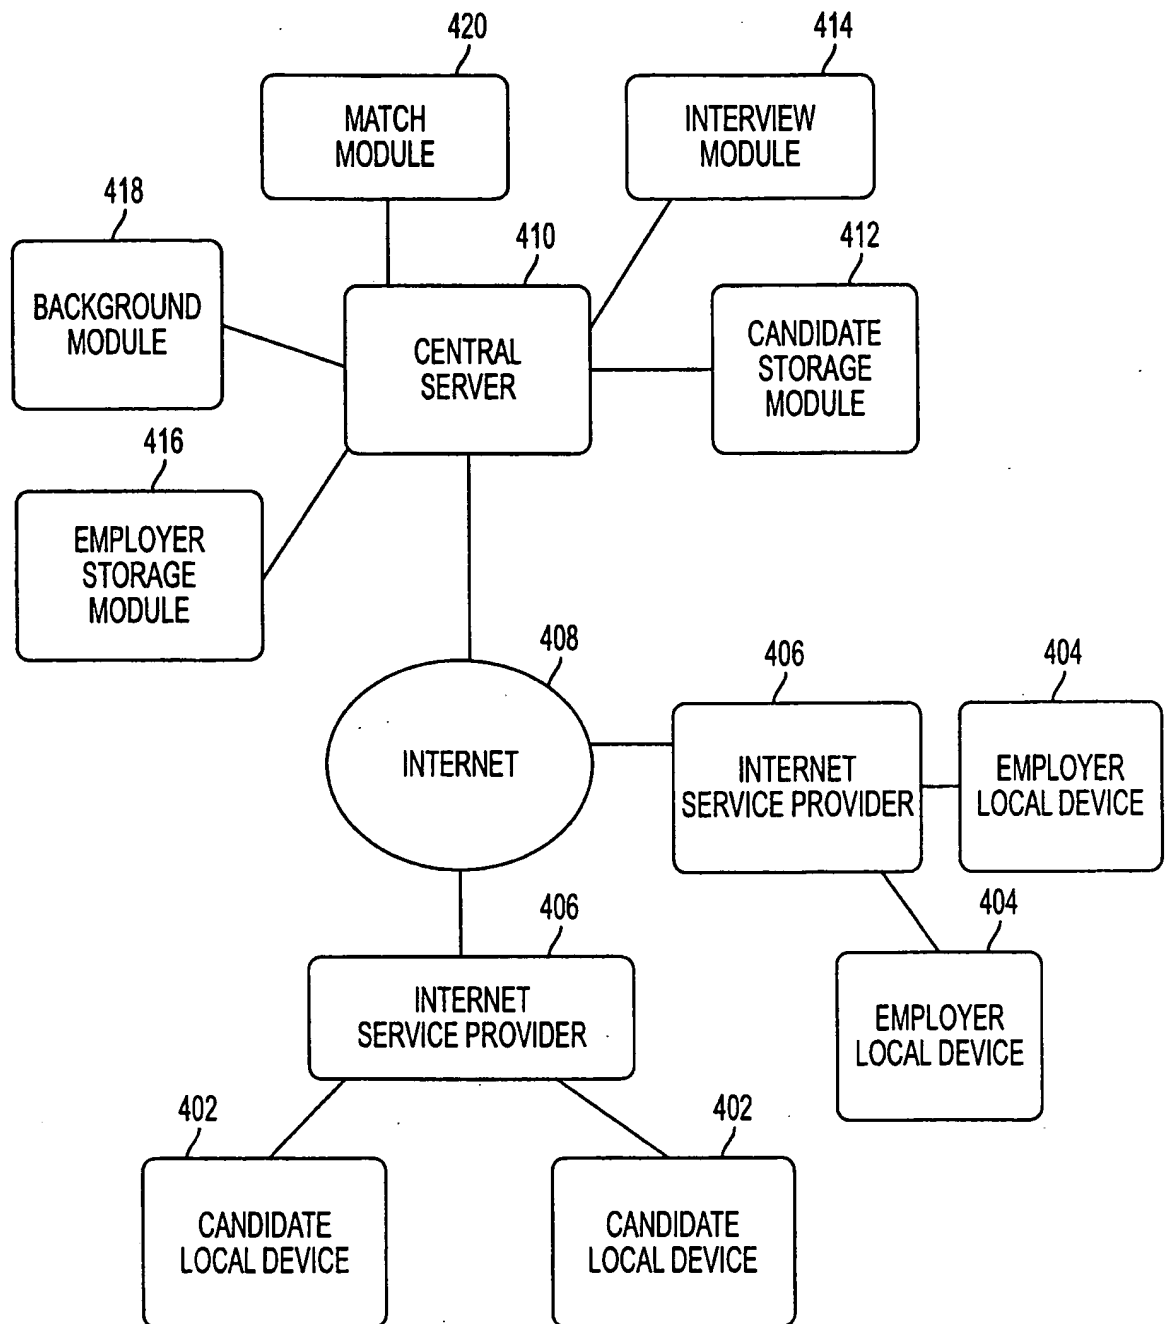 420
414
MATCH
MODULE
INTERVIEW
MODULE
418
410
412
BACKGROUND
MODULE
CENTRAL
SERVER
CANDIDATE
STORAGE
MODULE
416
EMPLOYER
STORAGE
MODULE
408
406
404
INTERNET
INTERNET
SERVICE PROVIDER
EMPLOYER
LOCAL DEVICE
406
404
INTERNET
SERVICE PROVIDER
EMPLOYER
LOCAL DEVICE
402
402
CANDIDATE
LOCAL DEVICE
CANDIDATE
LOCAL DEVICE